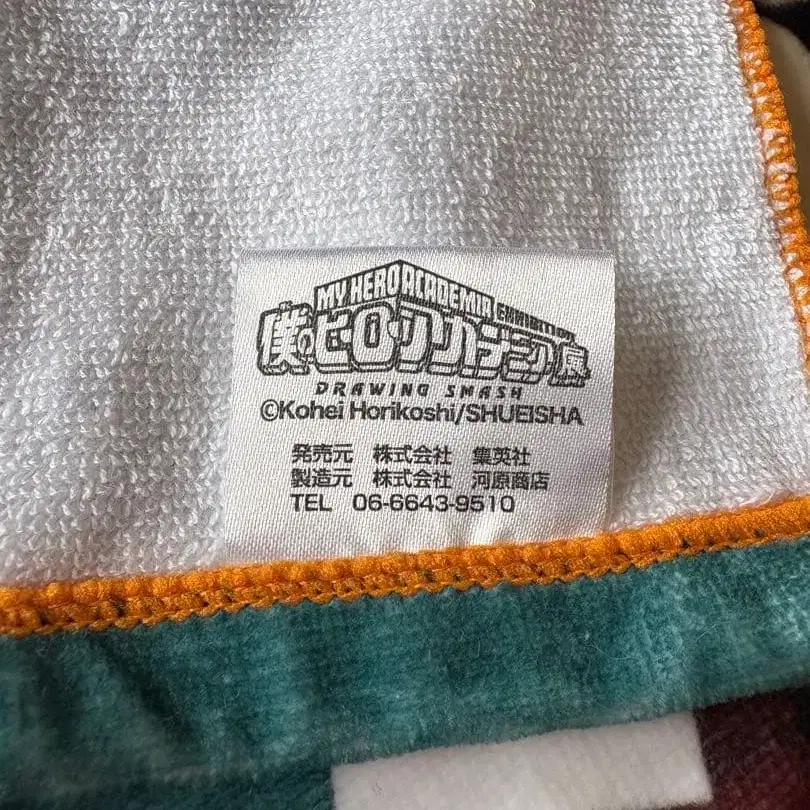 MY HERO ACADEMIA EXHIBITION
僕のヒーローアカデミア展
DRAWING SMASH
©Kohei Horikoshi/SHUEISHA
発売元 株式会社 集英社
製造元 株式会社 河原商店
TEL 06-6643-9510